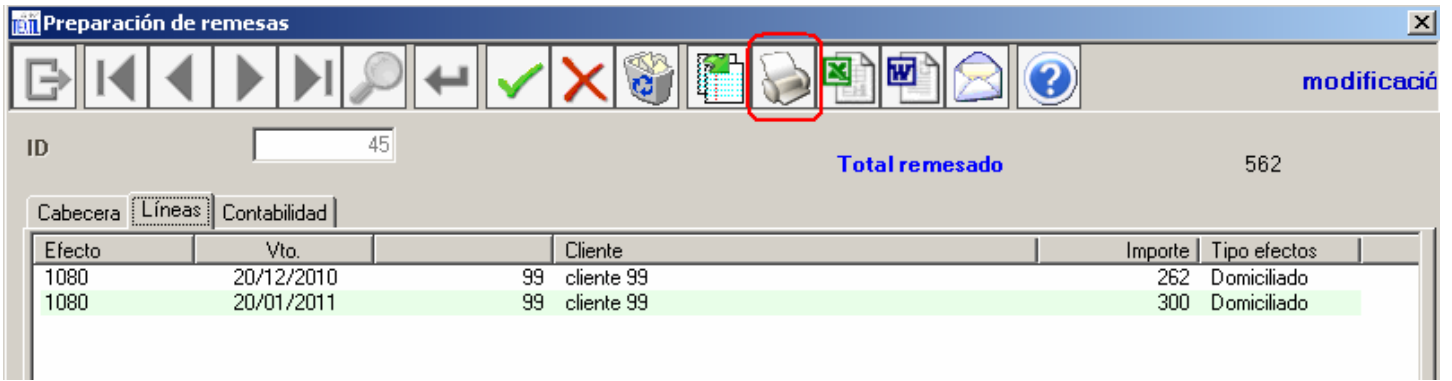 Preparación de remesas
modificació
ID 45
Total remesado 562
Cabecera Líneas Contabilidad
Efecto Vto. Cliente Importe Tipo efectos
1080 20/12/2010 99 cliente 99 262 Domiciliado
1080 20/01/2011 99 cliente 99 300 Domiciliado